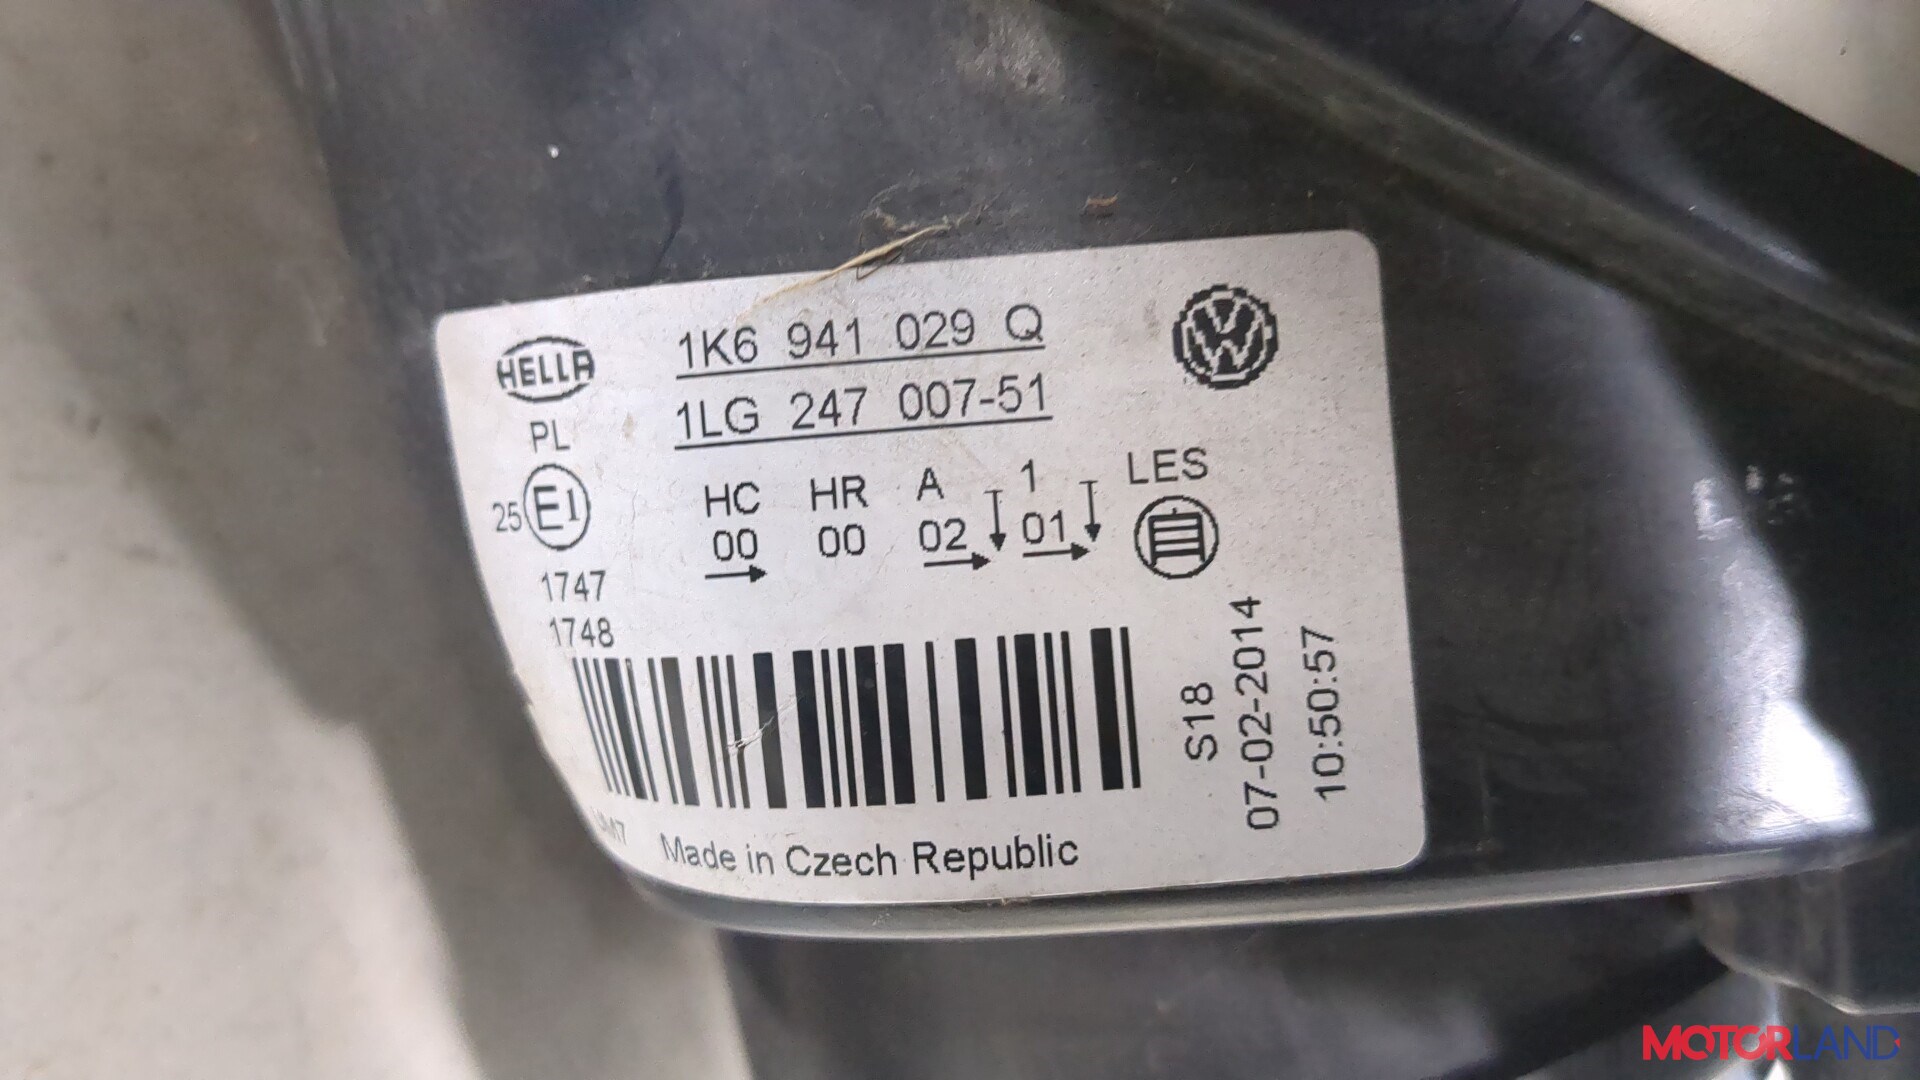 HELLA
1K6 941 029 Q
1LG 247 007-51
PL
25 E1
HC HR A 1 LES
00 00 02 01
1747
1748
S18
07-02-2014
10:50:57
Made in Czech Republic
MOTORLAND